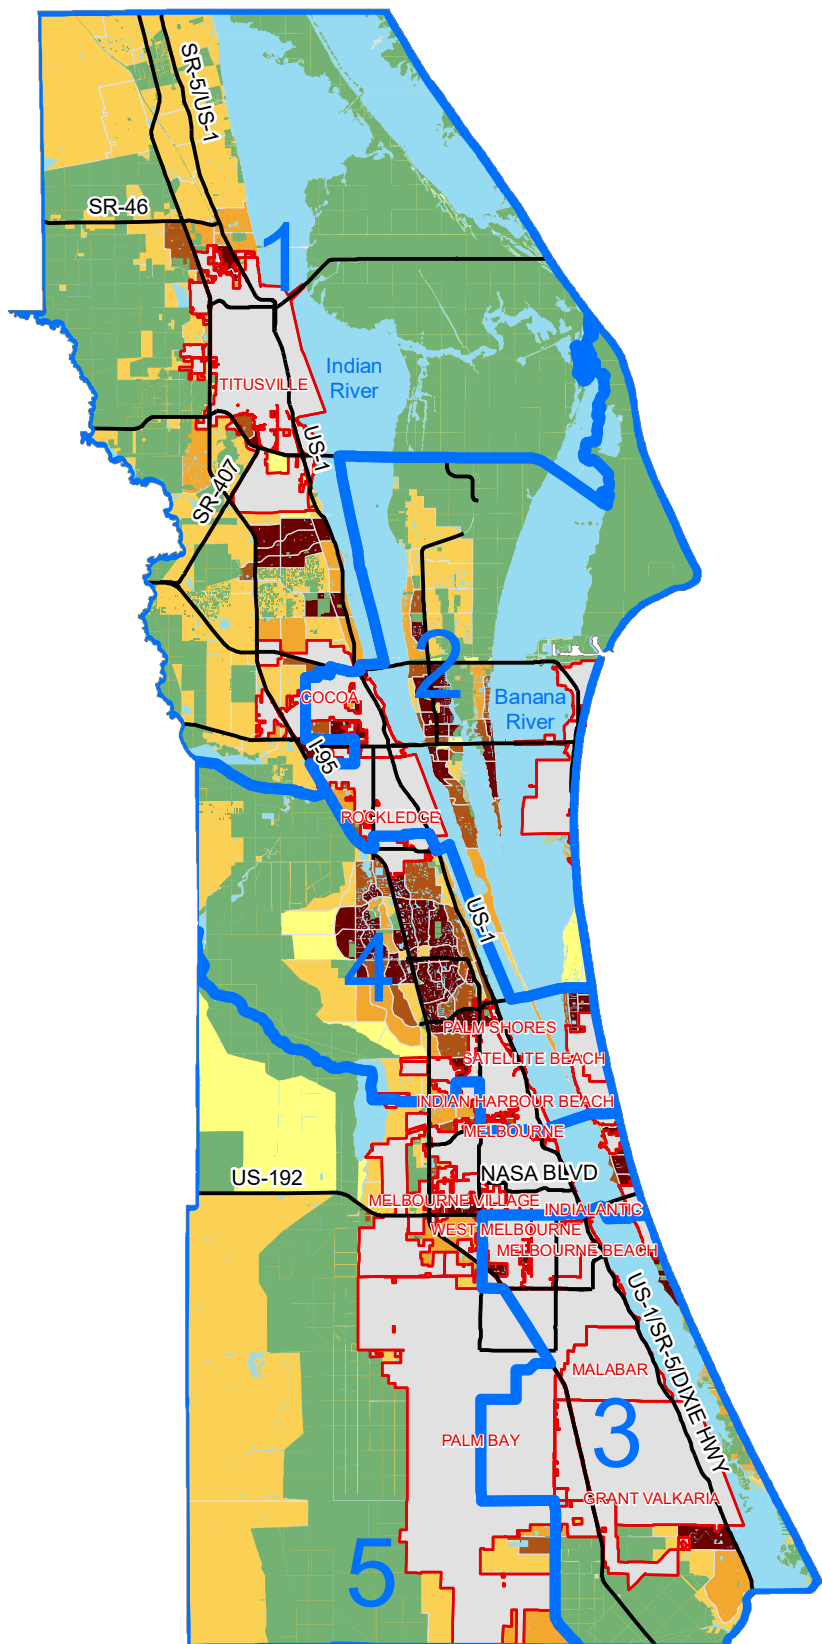 SR-5/US-1
SR-46
1
Indian
River
TITUSVILLE
US-1
SR-407
2
COCOA
Banana
River
I-95
ROCKLEDGE
US-1
4
PALM SHORES
SATELLITE BEACH
INDIAN HARBOUR BEACH
MELBOURNE
NASA BLVD
US-192
MELBOURNE VILLAGE
INDIALANTIC
WEST MELBOURNE
MELBOURNE BEACH
US-1/SR-5/DIXIE HWY
MALABAR
3
PALM BAY
GRANT VALKARIA
5